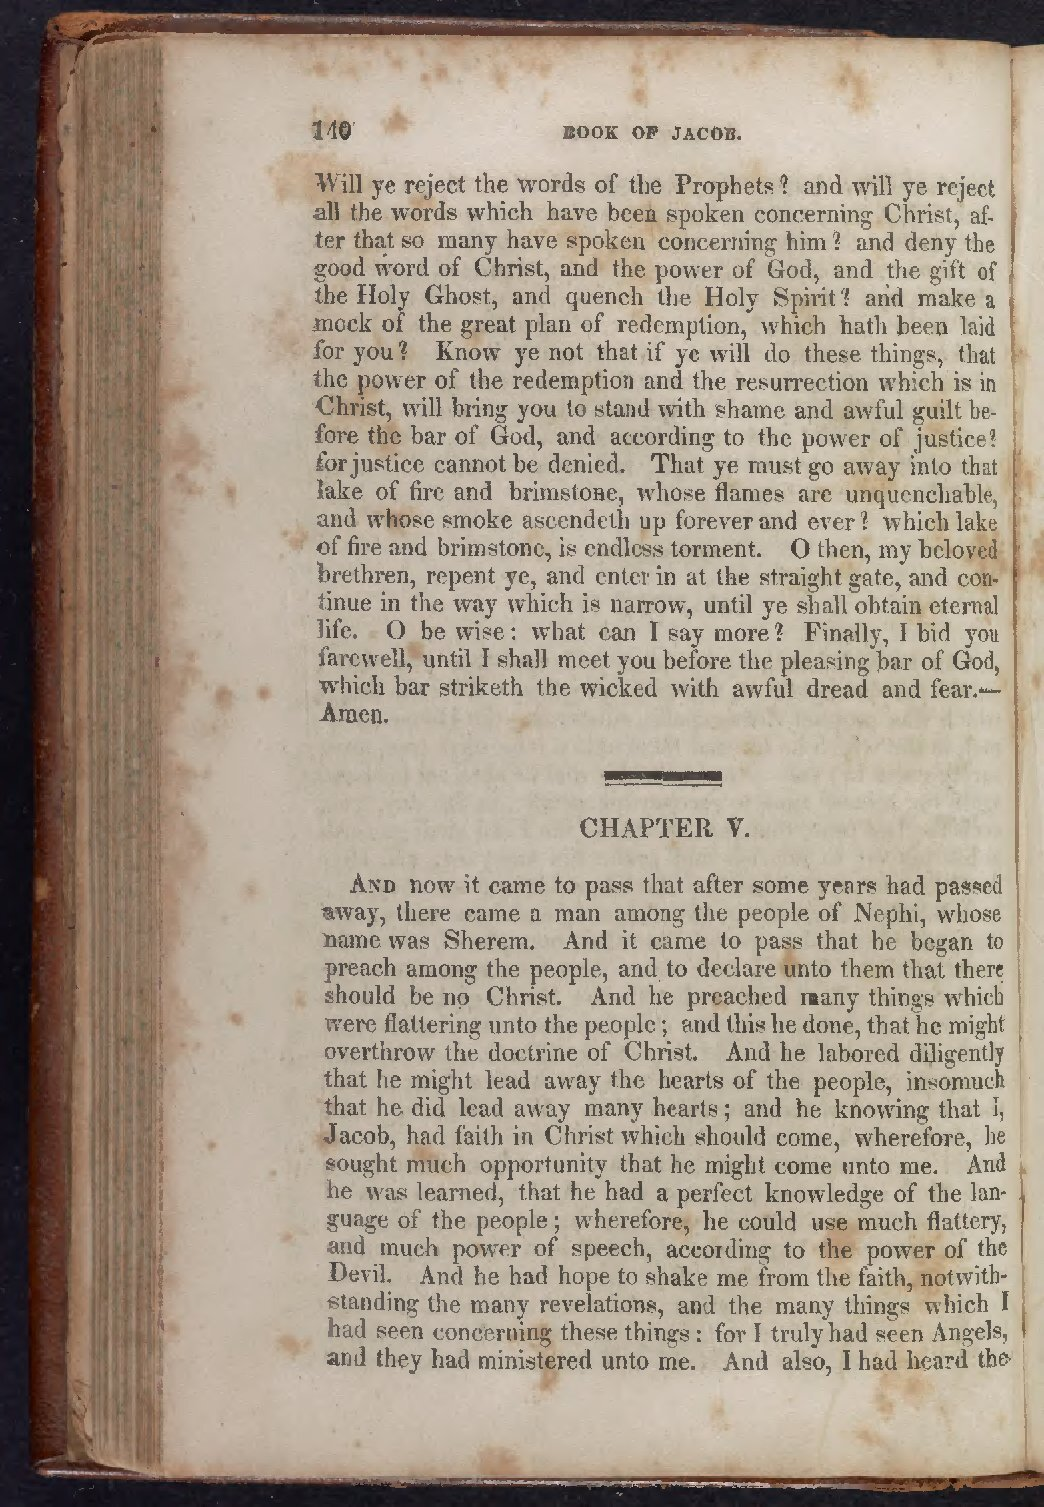 140 BOOK OF JACOB.
Will ye reject the words of the Prophets? and will ye reject
all the words which have been spoken concerning Christ, af-
ter that so many have spoken concerning him? and deny the
good word of Christ, and the power of God, and the gift of
the Holy Ghost, and quench the Holy Spirit? and make a
mock of the great plan of redemption, which hath been laid
for you? Know ye not that if ye will do these things, that
the power of the redemption and the resurrection which is in
Christ, will bring you to stand with shame and awful guilt be-
fore the bar of God, and according to the power of justice?
for justice cannot be denied. That ye must go away into that
lake of fire and brimstone, whose flames are unquenchable,
and whose smoke ascendeth up forever and ever? which lake
of fire and brimstone, is endless torment. O then, my beloved
brethren, repent ye, and enter in at the straight gate, and con-
tinue in the way which is narrow, until ye shall obtain eternal
life. O be wise: what can I say more? Finally, I bid you
farewell, until I shall meet you before the pleasing bar of God,
which bar striketh the wicked with awful dread and fear.—
Amen.
CHAPTER V.
And now it came to pass that after some years had passed
away, there came a man among the people of Nephi, whose
name was Sherem. And it came to pass that he began to
preach among the people, and to declare unto them that there
should be no Christ. And he preached many things which
were flattering unto the people; and this he done, that he might
overthrow the doctrine of Christ. And he labored diligently
that he might lead away the hearts of the people, insomuch
that he did lead away many hearts; and he knowing that I,
Jacob, had faith in Christ which should come, wherefore, he
sought much opportunity that he might come unto me. And
he was learned, that he had a perfect knowledge of the lan-
guage of the people; wherefore, he could use much flattery,
and much power of speech, according to the power of the
Devil. And he had hope to shake me from the faith, notwith-
standing the many revelations, and the many things which I
had seen concerning these things: for I truly had seen Angels,
and they had ministered unto me. And also, I had heard the